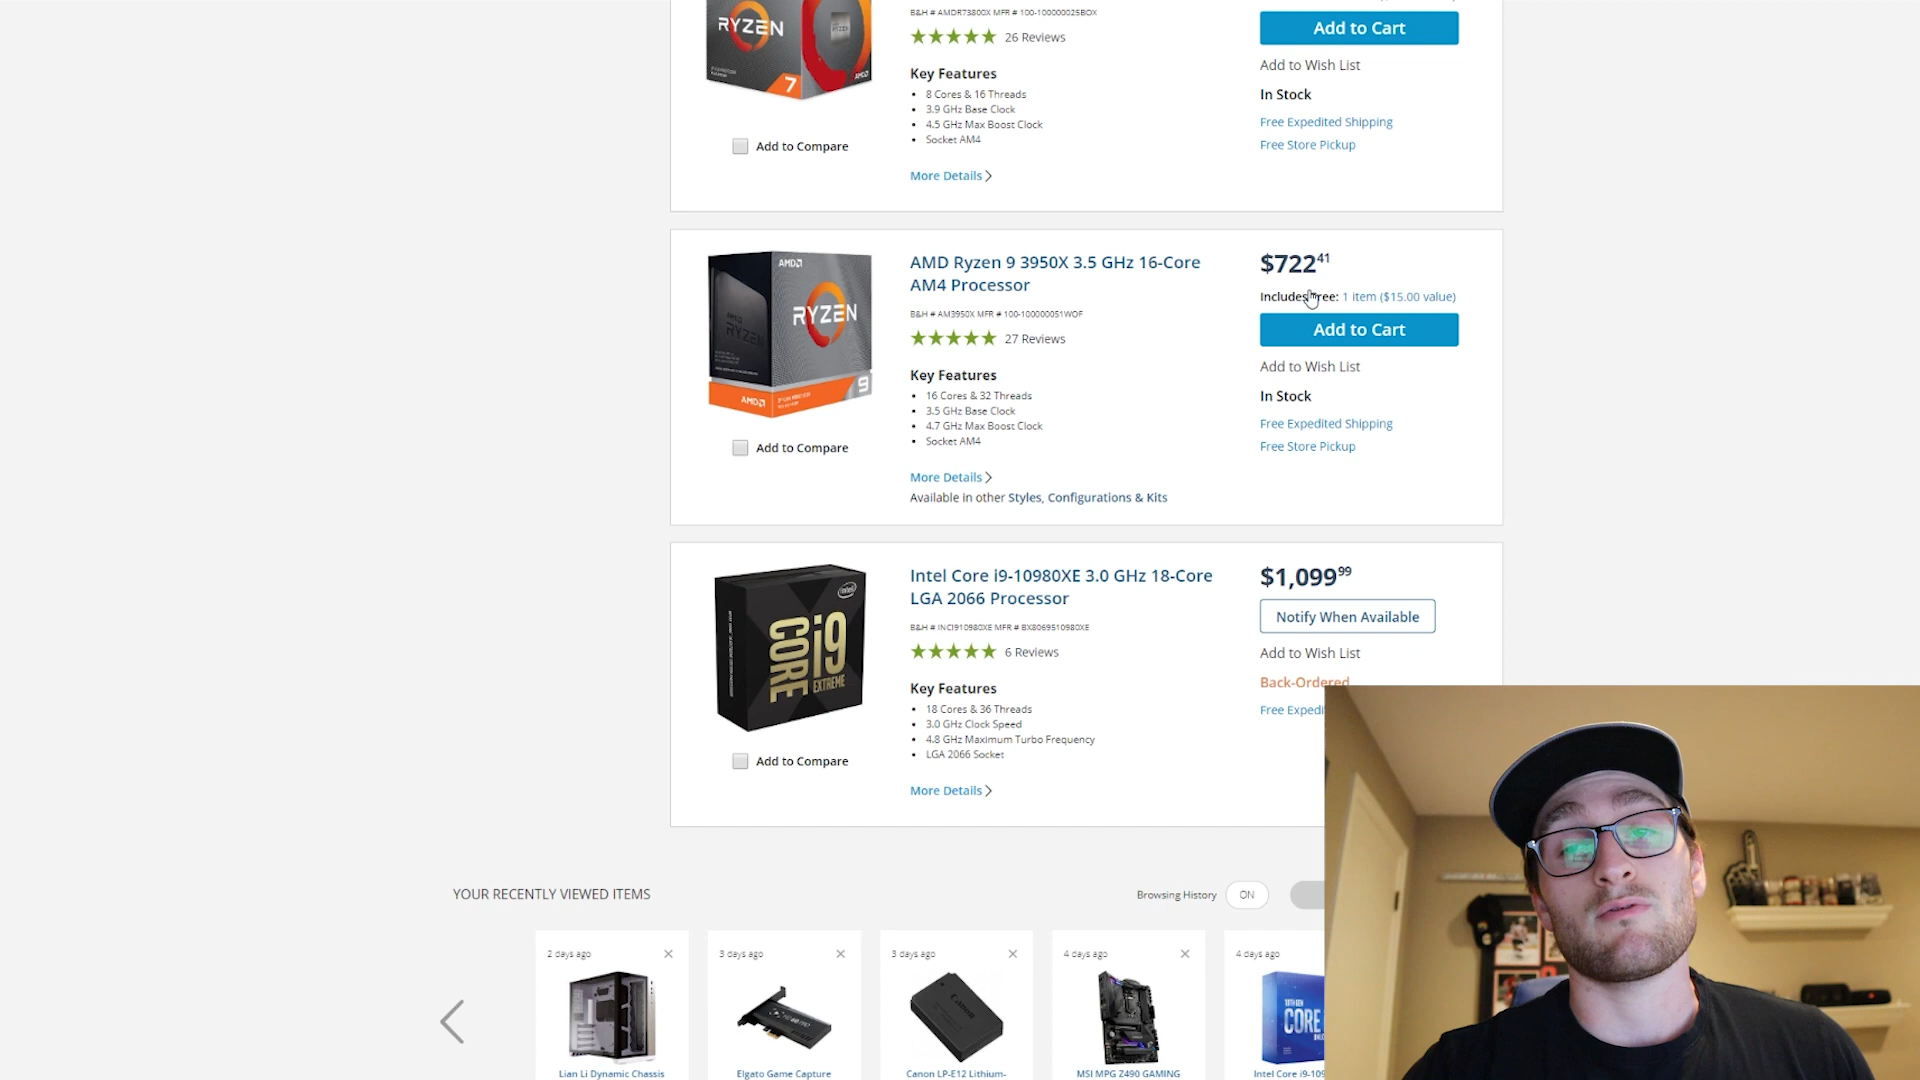 RYZEN
7
AMD
B&H # AMDR73800X MFR # 100-100000025BOX
26 Reviews
Key Features
8 Cores & 16 Threads
3.9 GHz Base Clock
4.5 GHz Max Boost Clock
Socket AM4
More Details
Add to Compare
Add to Cart
Add to Wish List
In Stock
Free Expedited Shipping
Free Store Pickup
AMD
RYZEN
AMD
9
Add to Compare
AMD Ryzen 9 3950X 3.5 GHz 16-Core
AM4 Processor
B&H # AM3950X MFR # 100-100000051WOF
27 Reviews
Key Features
16 Cores & 32 Threads
3.5 GHz Base Clock
4.7 GHz Max Boost Clock
Socket AM4
More Details
Available in other Styles, Configurations & Kits
$722.41
Includes Free: 1 item ($15.00 value)
Add to Cart
Add to Wish List
In Stock
Free Expedited Shipping
Free Store Pickup
intel
CORE i9
EXTREME
Add to Compare
Intel Core i9-10980XE 3.0 GHz 18-Core
LGA 2066 Processor
B&H # INCI910980XE MFR # BX8069510980XE
6 Reviews
Key Features
18 Cores & 36 Threads
3.0 GHz Clock Speed
4.8 GHz Maximum Turbo Frequency
LGA 2066 Socket
More Details
$1,099.99
Notify When Available
Add to Wish List
Back-Ordered
Free Expedi
YOUR RECENTLY VIEWED ITEMS
Browsing History ON
2 days ago
Lian Li Dynamic Chassis
3 days ago
Elgato Game Capture
3 days ago
Canon
Canon LP-E12 Lithium-
4 days ago
MSI MPG Z490 GAMING
4 days ago
CORE
Intel Core i9-109